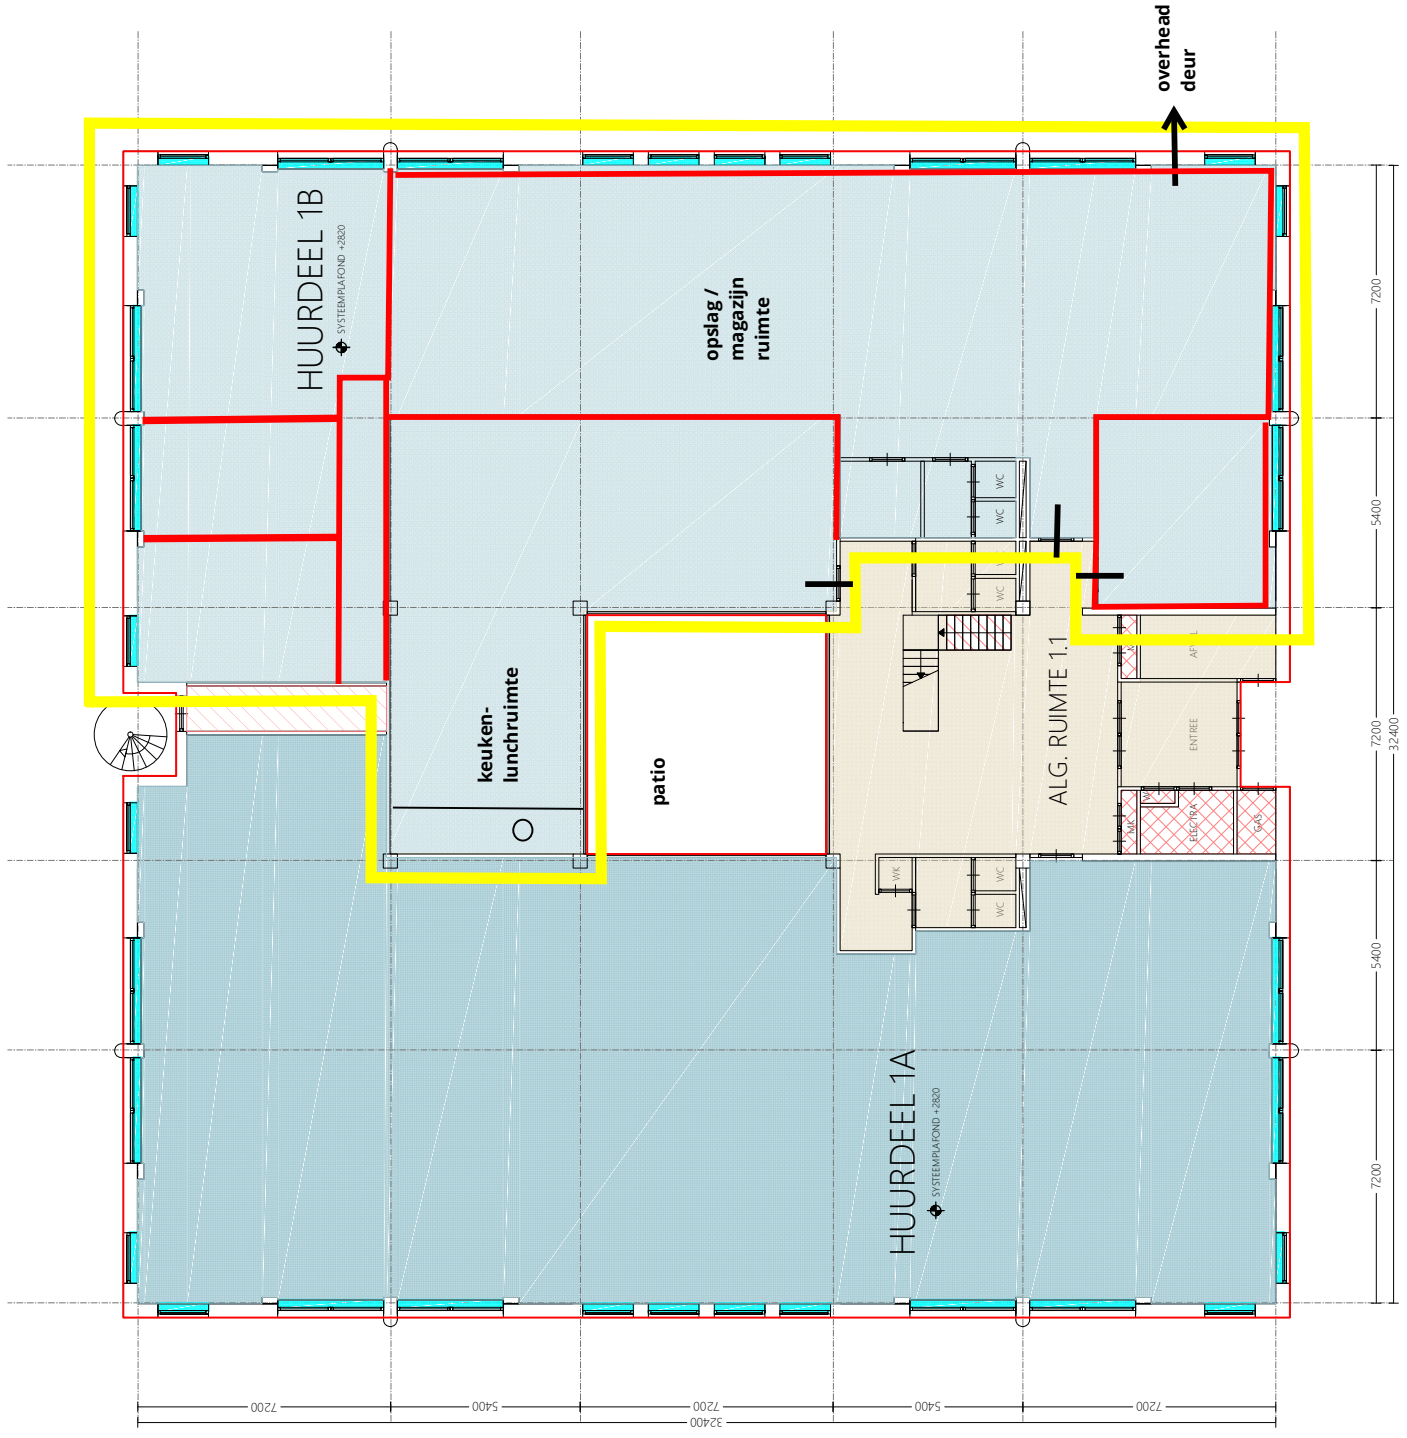 overhead
deur
HUURDEEL 1B
SYSTEEMPLAFOND +2820
opslag /
magazijn
ruimte
WC
WC
WC
WC
keuken-
lunchruimte
patio
ALG. RUIMTE 1.1
AFVAL
ENTREE
MK
ELECTRA
GAS
WK
WC
WC
HUURDEEL 1A
SYSTEEMPLAFOND +2820
7200
5400
7200
32400
5400
7200
7200
5400
7200
5400
7200
32400